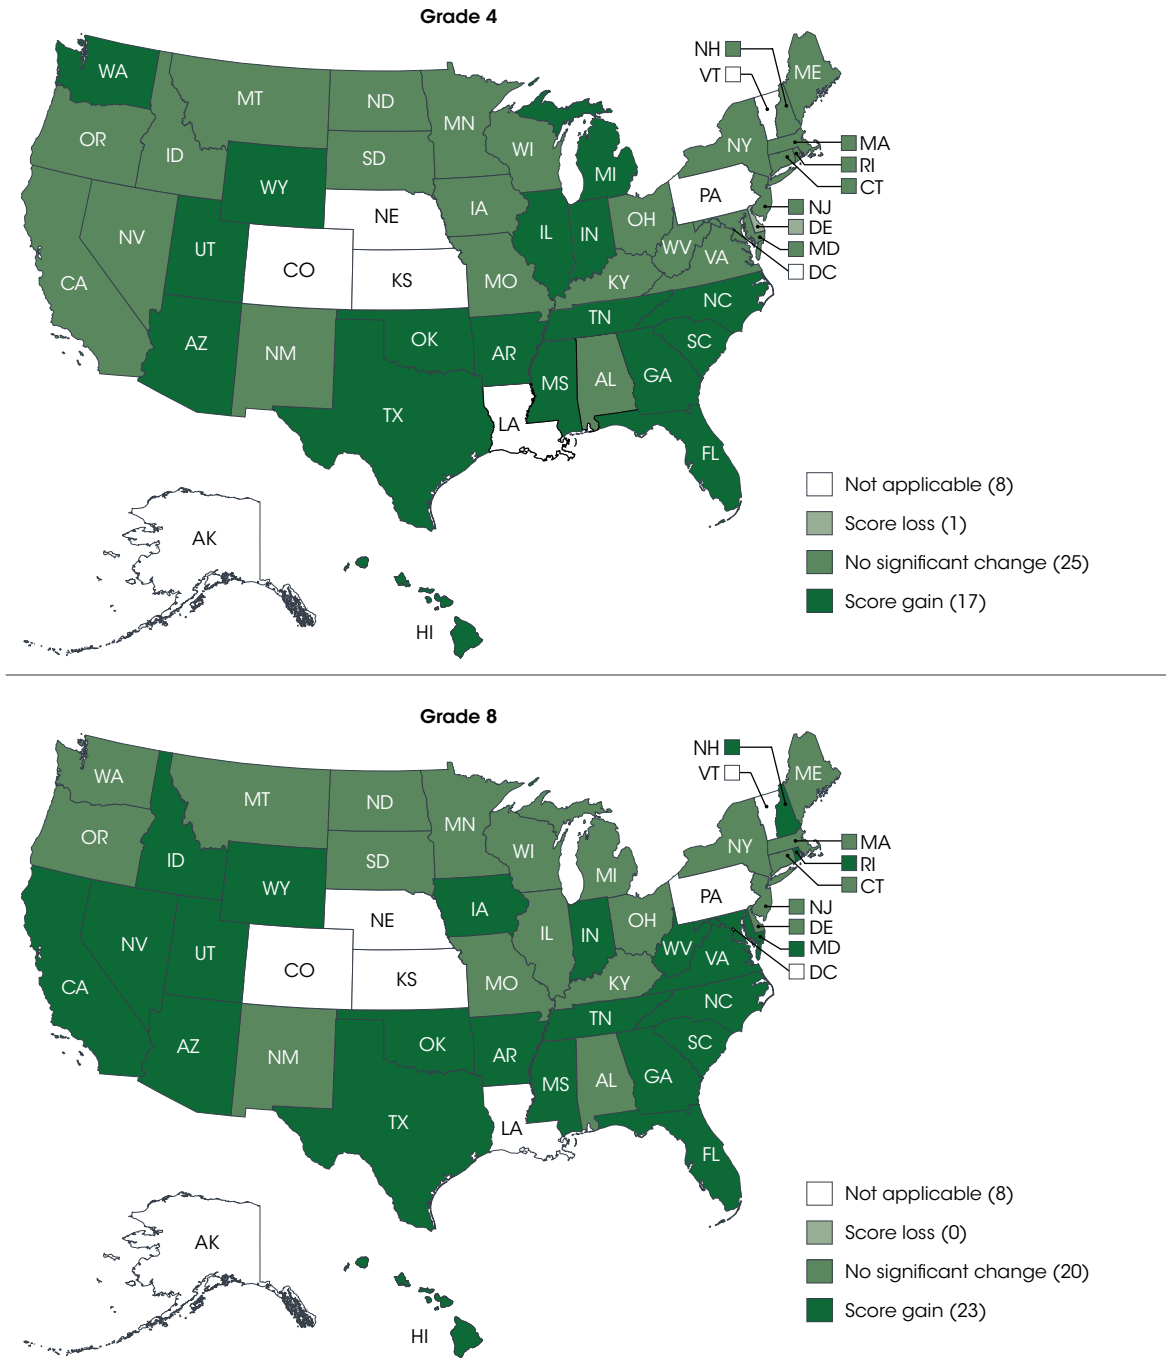 Grade 4
WA
MT
ND
MN
OR
ID
SD
WI
WY
MI
NH
VT
ME
NY
MA
RI
CT
PA
NJ
DE
MD
DC
NE
IA
IL
IN
OH
WV
VA
NV
UT
CO
KS
MO
KY
CA
AZ
NM
OK
AR
TN
NC
SC
MS
AL
GA
TX
LA
FL
AK
HI
Not applicable (8)
Score loss (1)
No significant change (25)
Score gain (17)
Grade 8
WA
MT
ND
MN
OR
ID
SD
WI
WY
MI
NH
VT
ME
NY
MA
RI
CT
PA
NJ
DE
MD
DC
NE
IA
IL
IN
OH
WV
VA
NV
UT
CO
KS
MO
KY
CA
AZ
NM
OK
AR
TN
NC
SC
MS
AL
GA
TX
LA
FL
AK
HI
Not applicable (8)
Score loss (0)
No significant change (20)
Score gain (23)